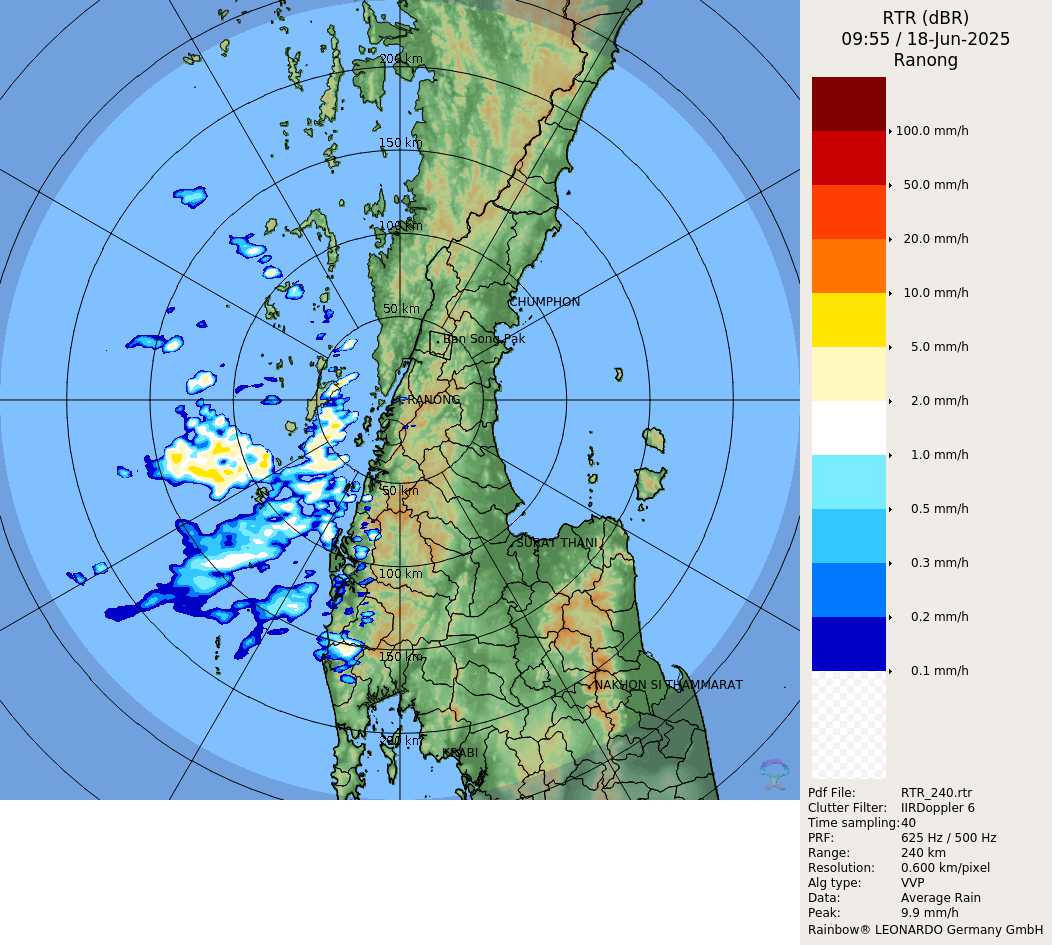 RTR (dBR)
09:55 / 18-Jun-2025
Ranong
200 km
150 km
100 km
50 km
CHUMPHON
Ban Song Pak
RANONG
50 km
SURAT THANI
100 km
150 km
NAKHON SI THAMMARAT
200 km
KRABI
100.0 mm/h
50.0 mm/h
20.0 mm/h
10.0 mm/h
5.0 mm/h
2.0 mm/h
1.0 mm/h
0.5 mm/h
0.3 mm/h
0.2 mm/h
0.1 mm/h
Pdf File: RTR_240.rtr
Clutter Filter: IIRDoppler 6
Time sampling: 40
PRF: 625 Hz / 500 Hz
Range: 240 km
Resolution: 0.600 km/pixel
Alg type: VVP
Data: Average Rain
Peak: 9.9 mm/h
Rainbow® LEONARDO Germany GmbH